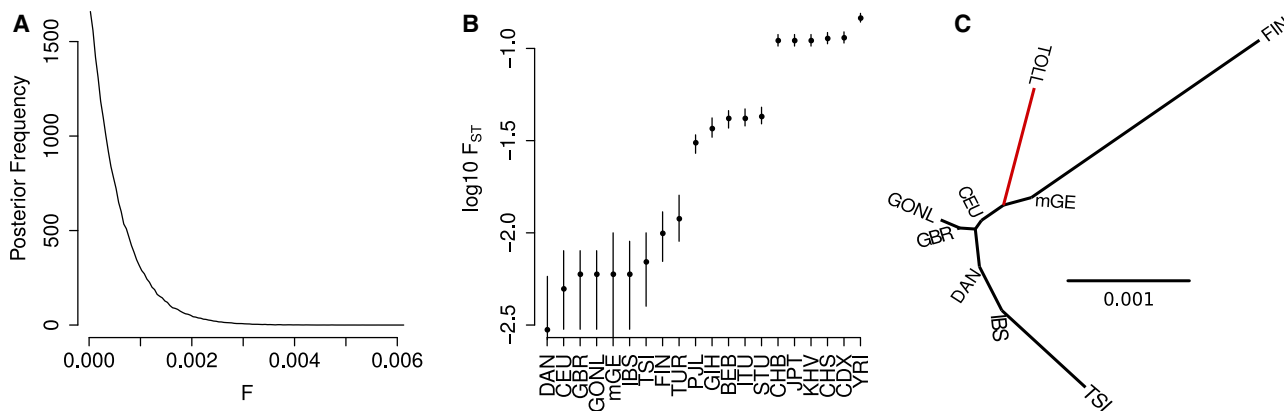 A
Posterior Frequency
1500
1000
500
0
0.000
0.002
0.004
0.006
F
B
log10 FST
−1.0
−1.5
−2.0
−2.5
DAN
CEU
GBR
GONL
mGE
IBS
TSI
FIN
TUR
PJL
GIH
BEB
ITU
STU
CHB
JPT
KHV
CHS
CDX
YRI
C
FIN
TOLL
mGE
CEU
GONL
GBR
DAN
IBS
TSI
0.001